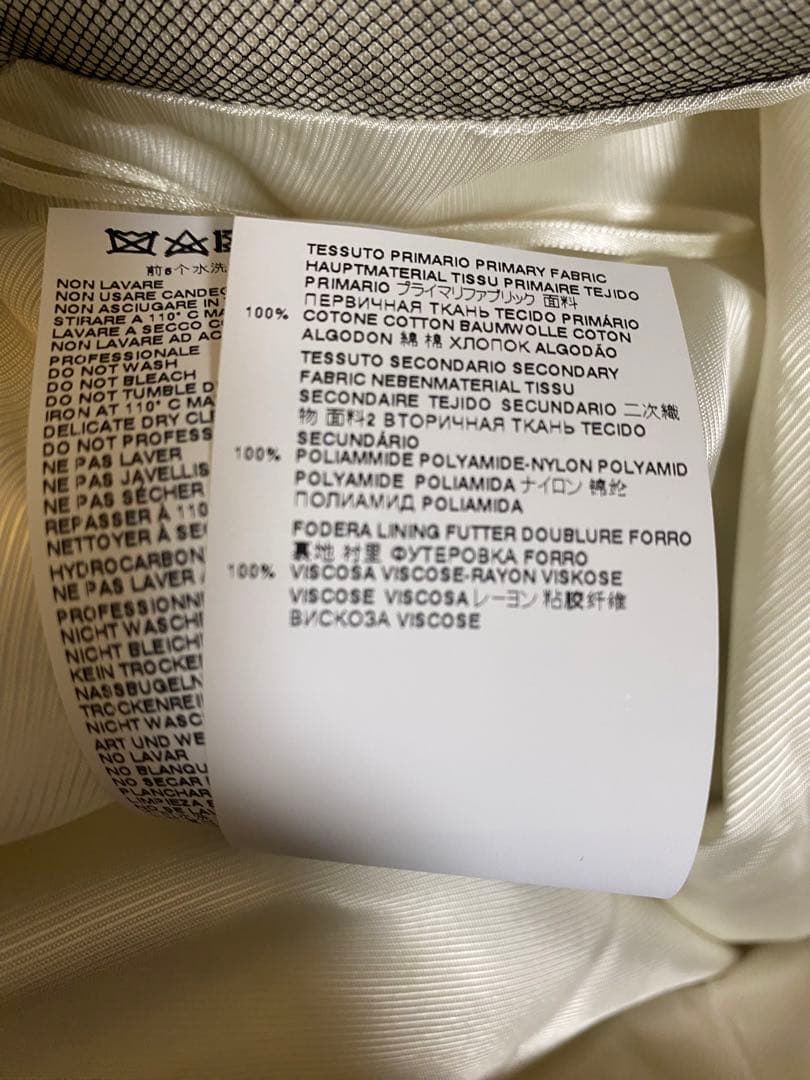 前6个水洗
NON LAVARE
NON USARE CANDEG
NON ASCIUGARE IN
STIRARE A 110° C MA
LAVARE A SECCO C
NON LAVARE AD AC
PROFESSIONALE
DO NOT WASH
DO NOT BLEACH
DO NOT TUMBLE D
IRON AT 110° C MA
DELICATE DRY CLE
DO NOT PROFESS
NE PAS LAVER
NE PAS JAVELLIS
NE PAS SÉCHER
REPASSER À 110
NETTOYER À SE
HYDROCARBON
NE PAS LAVER
PROFESSIONN
NICHT WASCH
NICHT BLEICH
KEIN TROCKE
NASSBUGELN
TROCKENREI
NICHT WASC
ART UND WE
NO LAVAR
NO BLANQU
NO SECAR
PLANCHAR
LIMPIEZA
NO SE LA
TESSUTO PRIMARIO PRIMARY FABRIC
HAUPTMATERIAL TISSU PRIMAIRE TEJIDO
PRIMARIO プライマリファブリック 面料
ПЕРВИЧНАЯ ТКАНЬ TECIDO PRIMÁRIO
100% COTONE COTTON BAUMWOLLE COTON
ALGODON 綿 棉 ХЛОПОК ALGODÃO
TESSUTO SECONDARIO SECONDARY
FABRIC NEBENMATERIAL TISSU
SECONDAIRE TEJIDO SECUNDARIO 二次織
物 面料2 ВТОРИЧНАЯ ТКАНЬ TECIDO
SECUNDÁRIO
100% POLIAMMIDE POLYAMIDE-NYLON POLYAMID
POLYAMIDE POLIAMIDA ナイロン 锦纶
ПОЛИАМИД POLIAMIDA
FODERA LINING FUTTER DOUBLURE FORRO
裏地 衬里 ФУТЕРОВКА FORRO
100% VISCOSA VISCOSE-RAYON VISKOSE
VISCOSE VISCOSA レーヨン 粘胶纤维
ВИСКОЗА VISCOSE